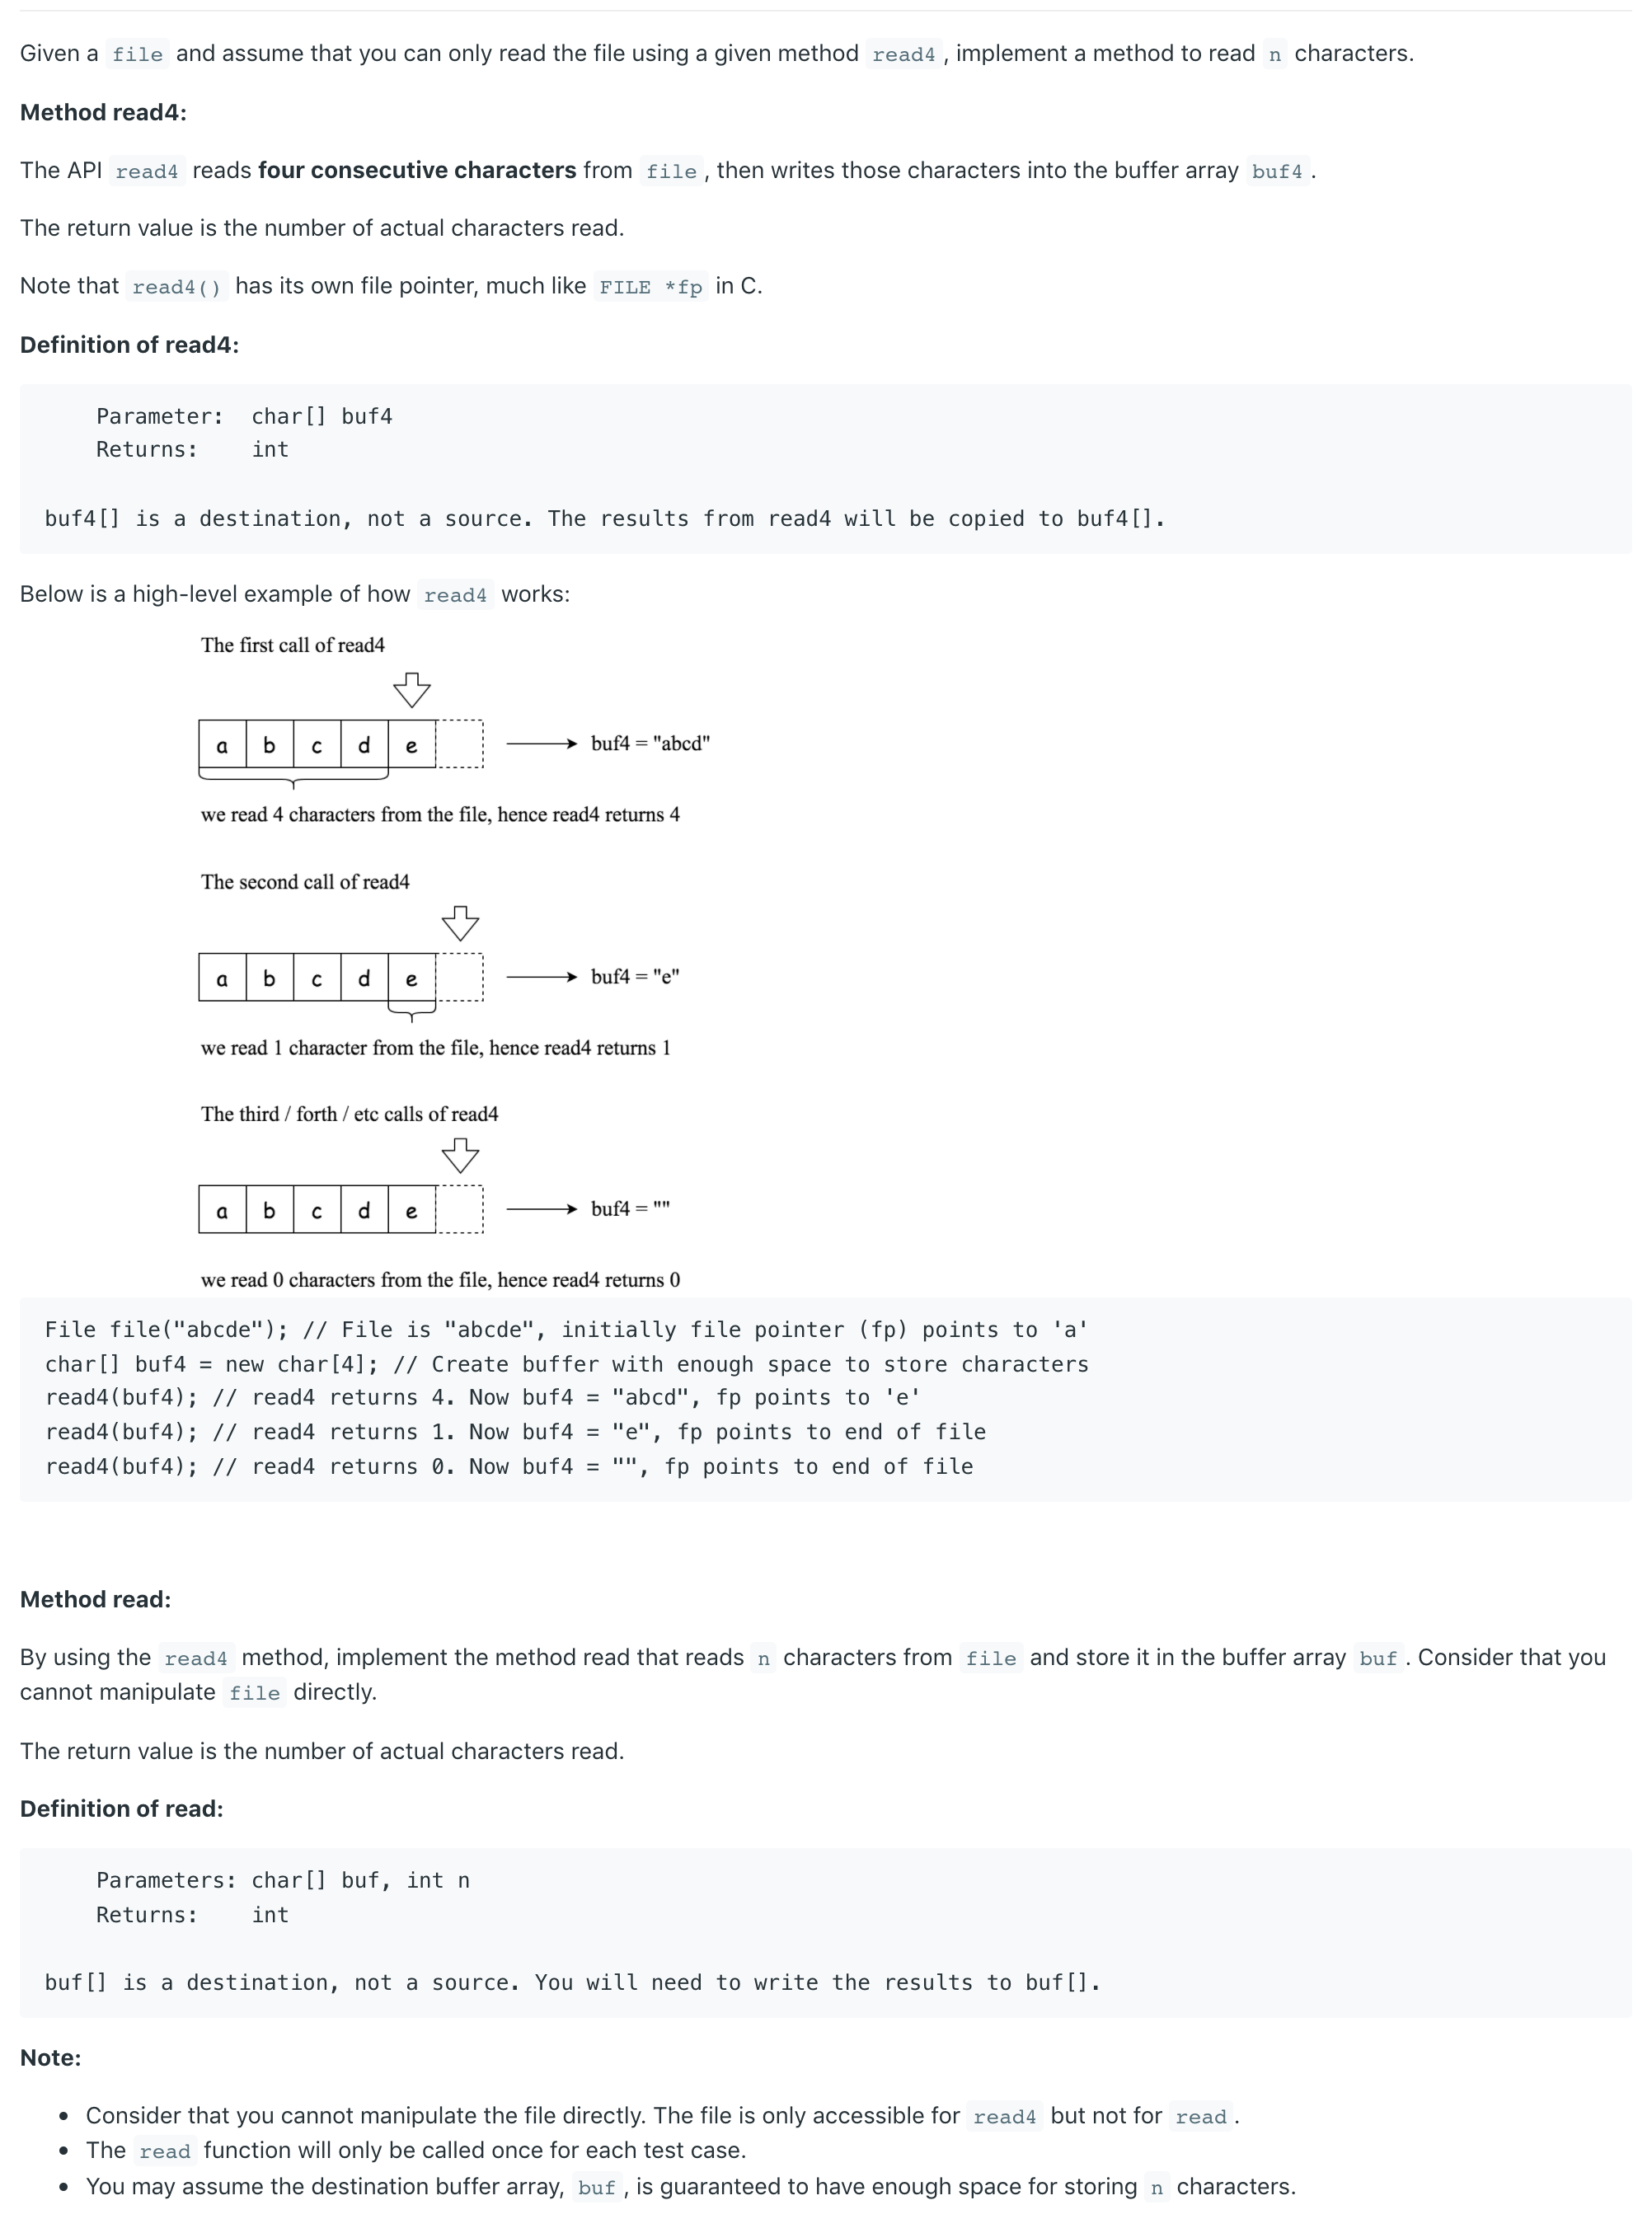 Given a file and assume that you can only read the file using a given method read4 , implement a method to read n characters.
Method read4:
The API read4 reads four consecutive characters from file , then writes those characters into the buffer array buf4 .
The return value is the number of actual characters read.
Note that read4() has its own file pointer, much like FILE *fp in C.
Definition of read4:
Parameter:  char[] buf4
Returns:    int
buf4[] is a destination, not a source. The results from read4 will be copied to buf4[].
Below is a high-level example of how read4 works:
The first call of read4
a b c d e buf4 = "abcd"
we read 4 characters from the file, hence read4 returns 4
The second call of read4
a b c d e buf4 = "e"
we read 1 character from the file, hence read4 returns 1
The third / forth / etc calls of read4
a b c d e buf4 = ""
we read 0 characters from the file, hence read4 returns 0
File file("abcde"); // File is "abcde", initially file pointer (fp) points to 'a'
char[] buf4 = new char[4]; // Create buffer with enough space to store characters
read4(buf4); // read4 returns 4. Now buf4 = "abcd", fp points to 'e'
read4(buf4); // read4 returns 1. Now buf4 = "e", fp points to end of file
read4(buf4); // read4 returns 0. Now buf4 = "", fp points to end of file
Method read:
By using the read4 method, implement the method read that reads n characters from file and store it in the buffer array buf . Consider that you
cannot manipulate file directly.
The return value is the number of actual characters read.
Definition of read:
Parameters: char[] buf, int n
Returns:    int
buf[] is a destination, not a source. You will need to write the results to buf[].
Note:
• Consider that you cannot manipulate the file directly. The file is only accessible for read4 but not for read .
• The read function will only be called once for each test case.
• You may assume the destination buffer array, buf , is guaranteed to have enough space for storing n characters.